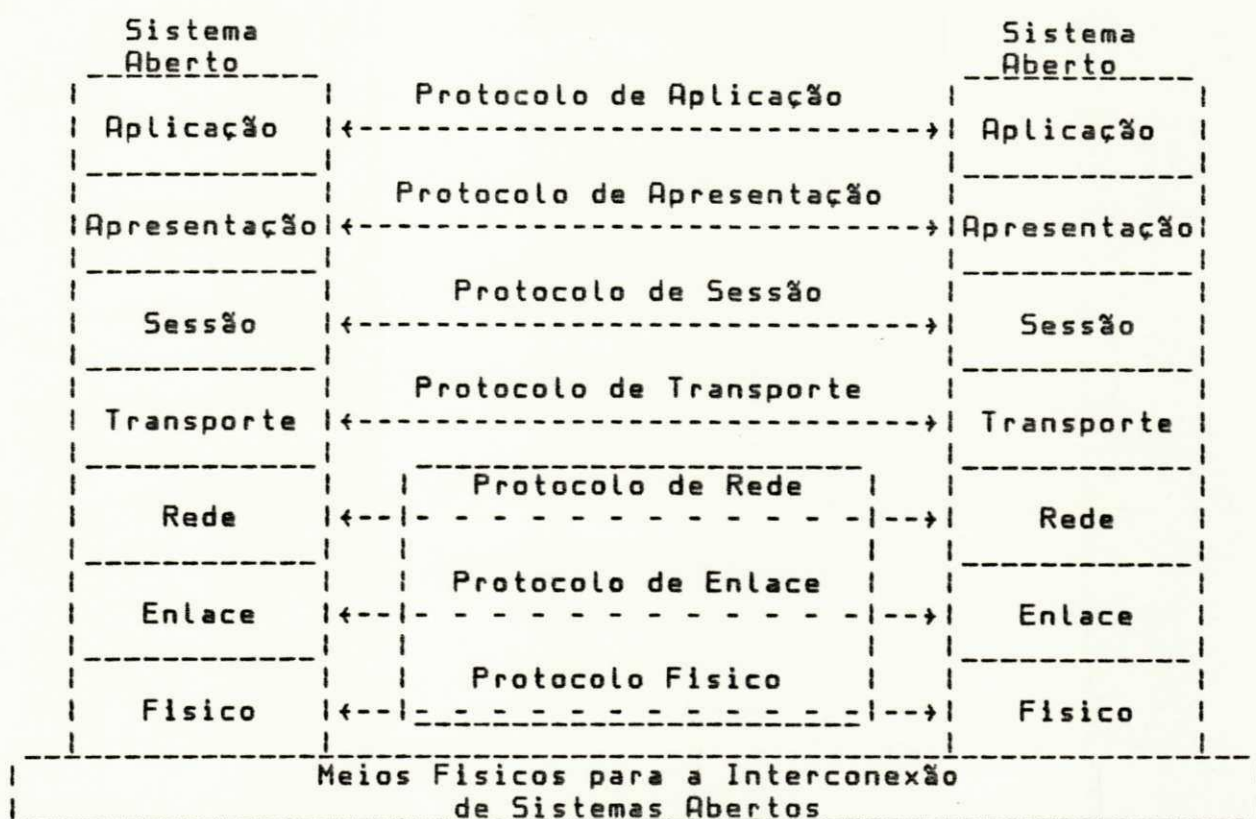 Sistema Sistema
Aberto Aberto
Protocolo de Aplicação
Aplicação Aplicação
Protocolo de Apresentação
Apresentação Apresentação
Protocolo de Sessão
Sessão Sessão
Protocolo de Transporte
Transporte Transporte
Protocolo de Rede
Rede Rede
Protocolo de Enlace
Enlace Enlace
Protocolo Físico
Físico Físico
Meios Físicos para a Interconexão
de Sistemas Abertos